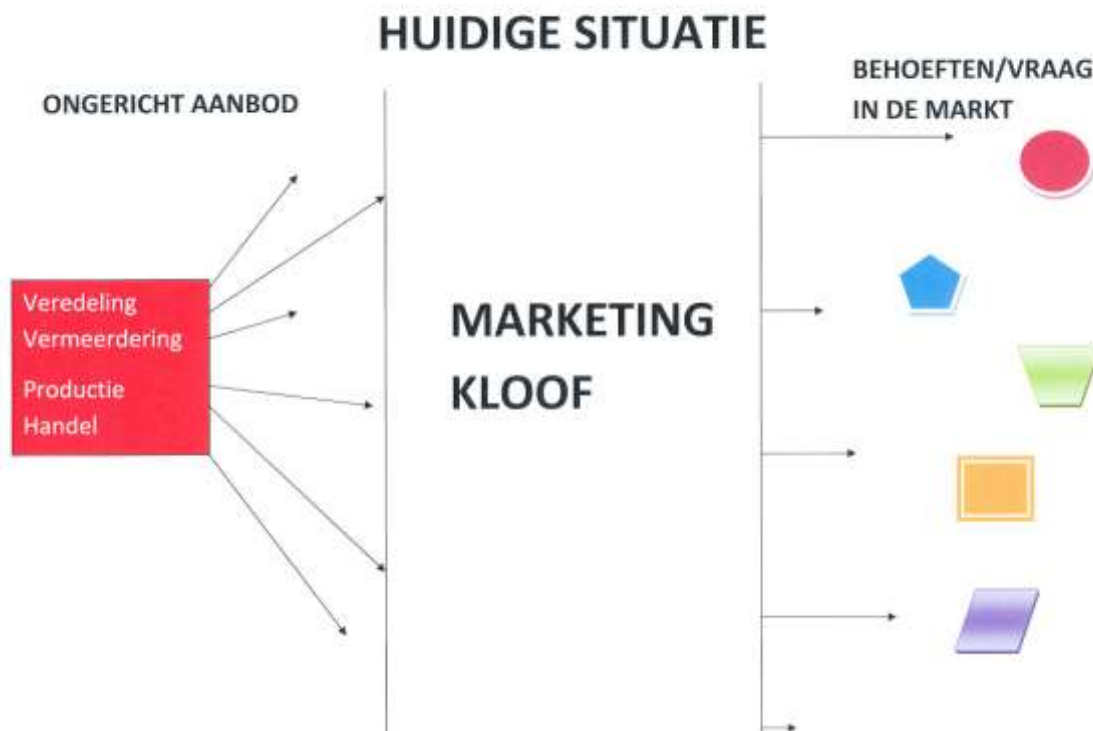 HUIDIGE SITUATIE
ONGERICHT AANBOD
BEHOEFTEN/VRAAG
IN DE MARKT
Veredeling
Vermeerdering
Productie
Handel
MARKETING
KLOOF